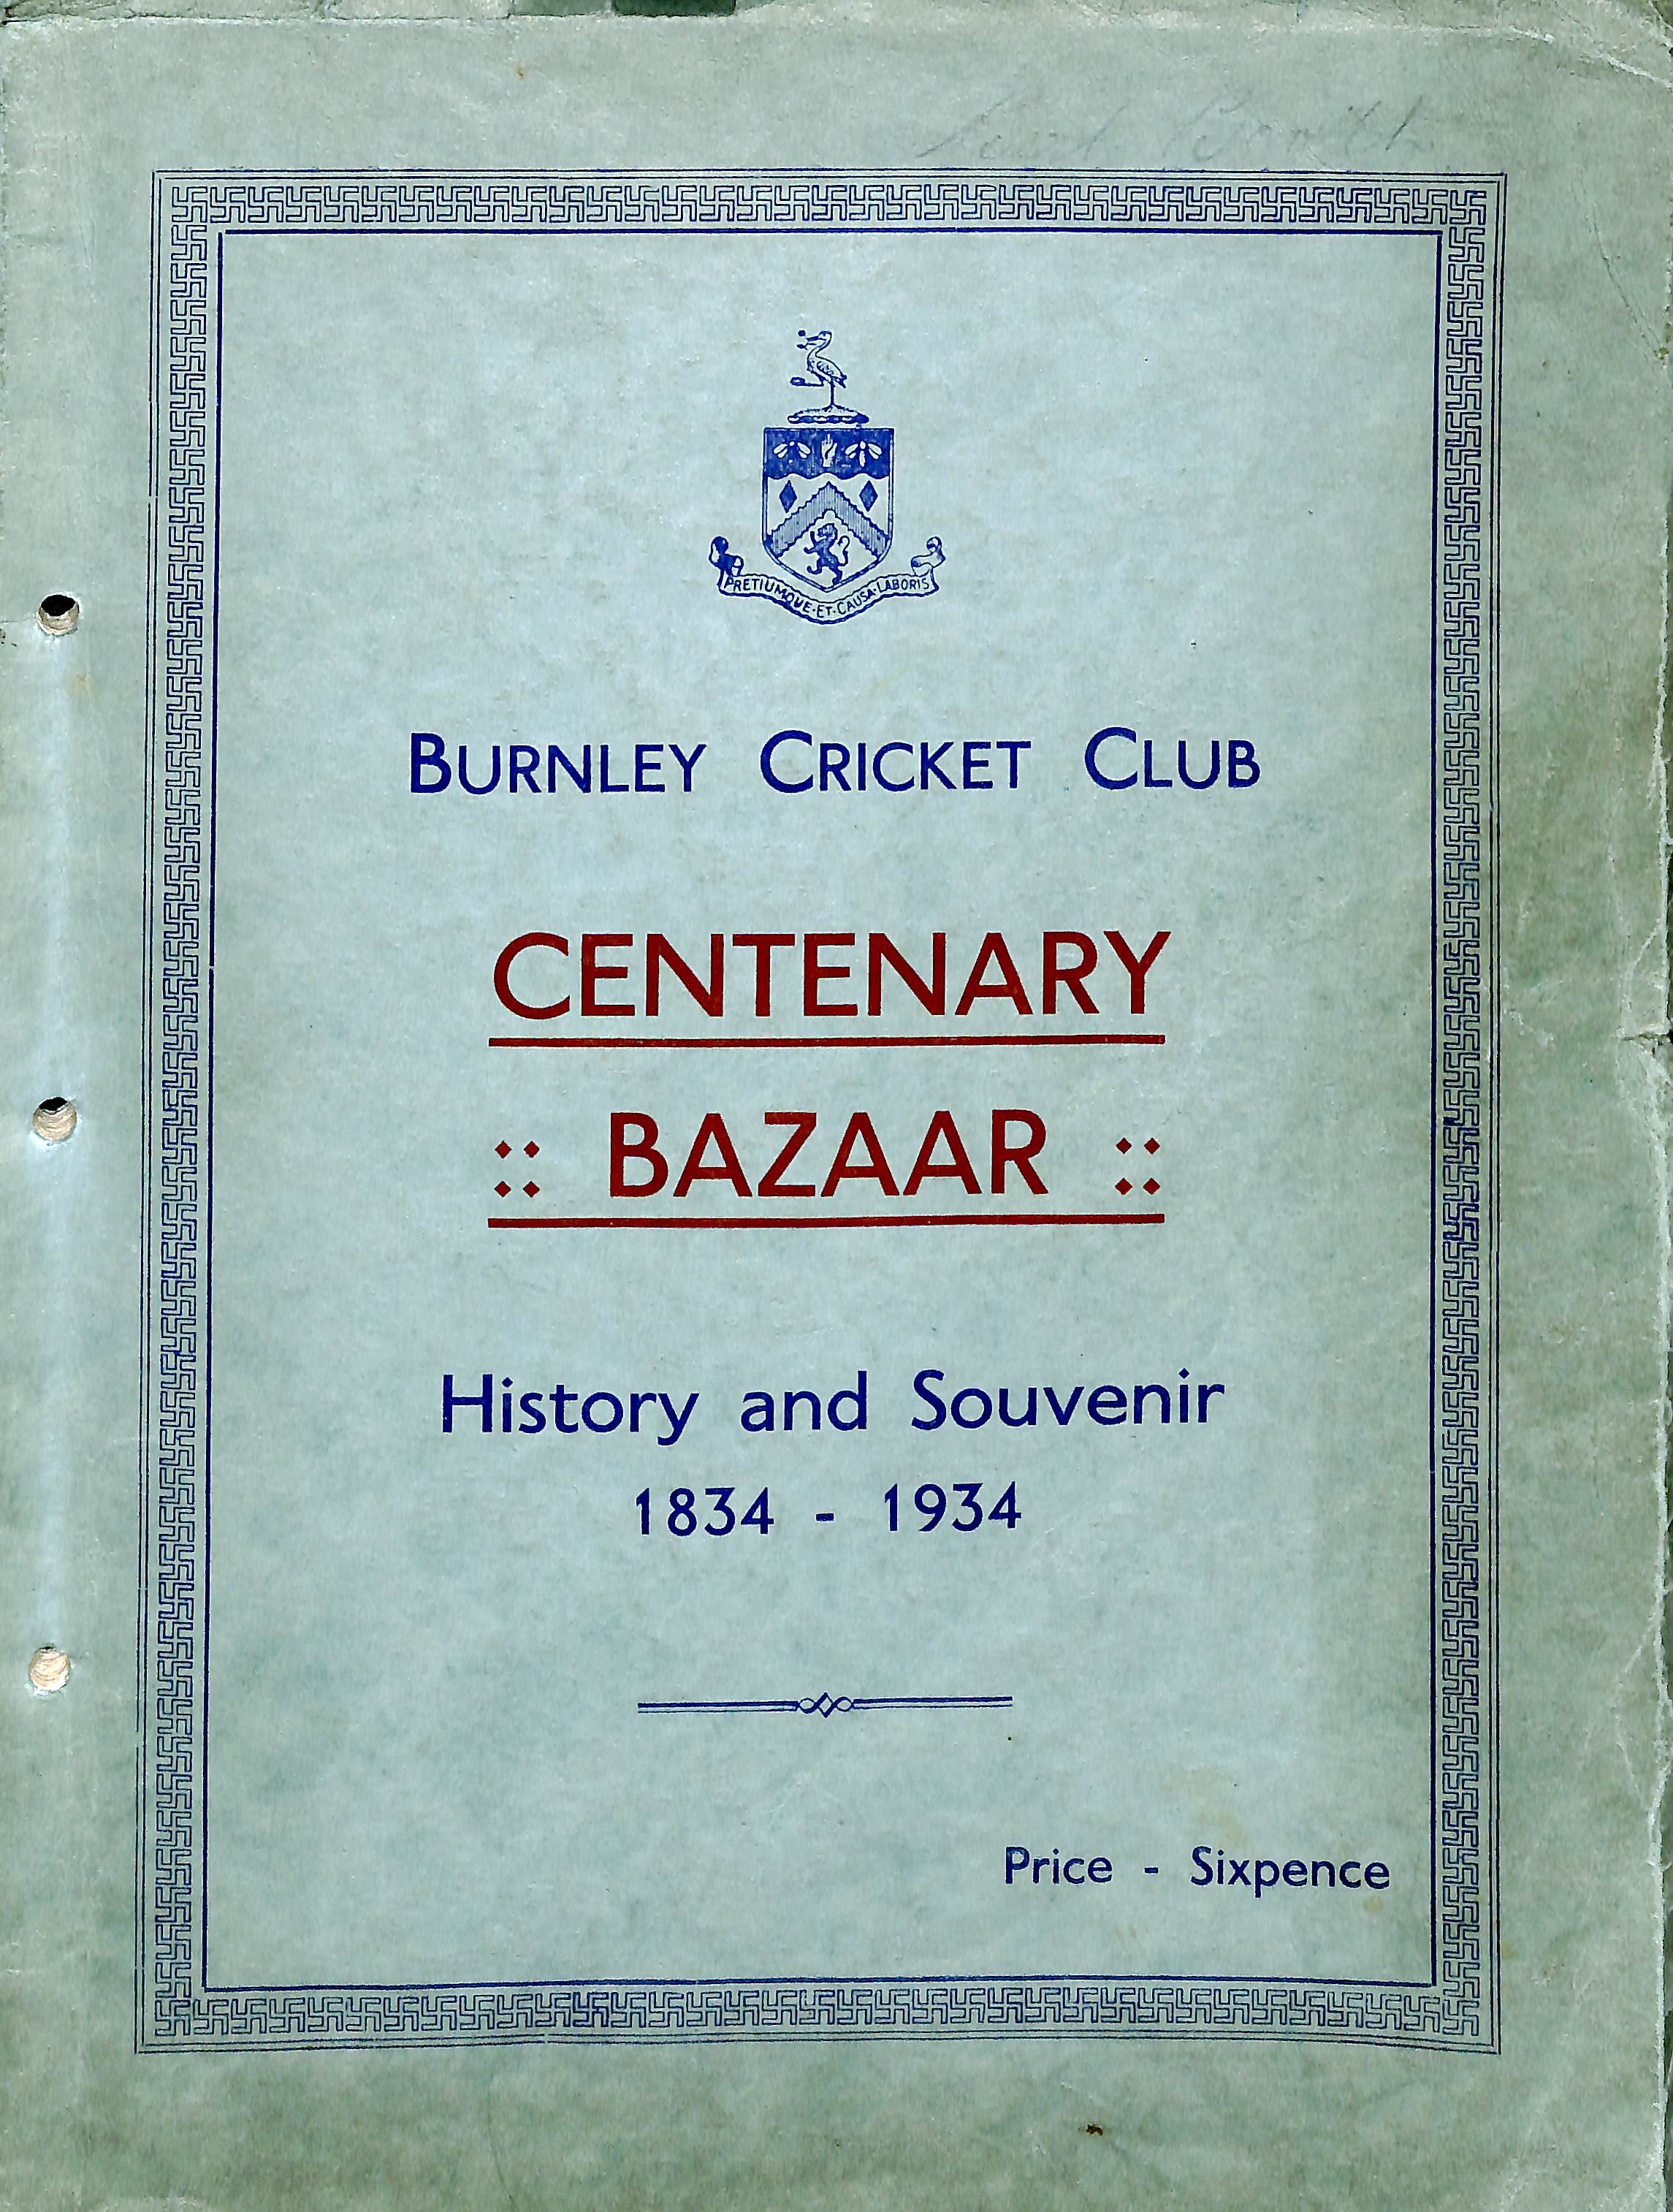 PRETIUMQUE·ET·CAUSA·LABORIS
BURNLEY CRICKET CLUB
CENTENARY
:: BAZAAR ::
History and Souvenir
1834 - 1934
Price - Sixpence